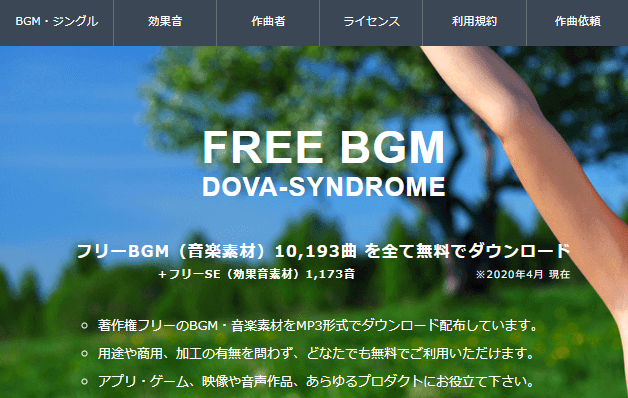 BGM・ジングル
効果音
作曲者
ライセンス
利用規約
作曲依頼
FREE BGM
DOVA-SYNDROME
フリーBGM（音楽素材）10,193曲 を全て無料でダウンロード
＋フリーSE（効果音素材）1,173音
※2020年4月 現在
著作権フリーのBGM・音楽素材をMP3形式でダウンロード配布しています。
用途や商用、加工の有無を問わず、どなたでも無料でご利用いただけます。
アプリ・ゲーム、映像や音声作品、あらゆるプロダクトにお役立て下さい。